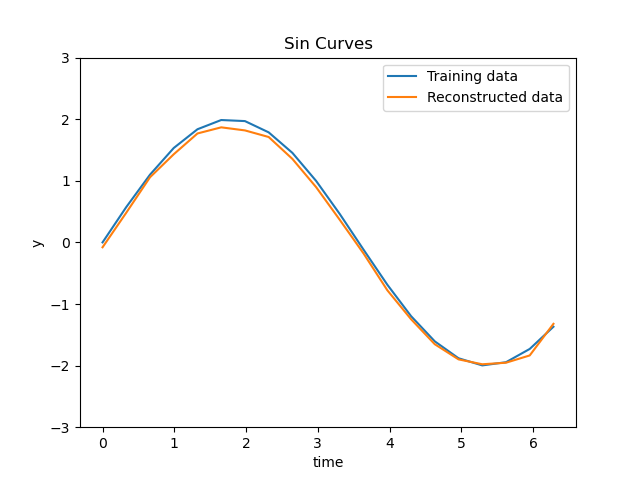 Sin Curves
Training data
Reconstructed data
3
2
1
0
−1
−2
−3
y
0 1 2 3 4 5 6
time